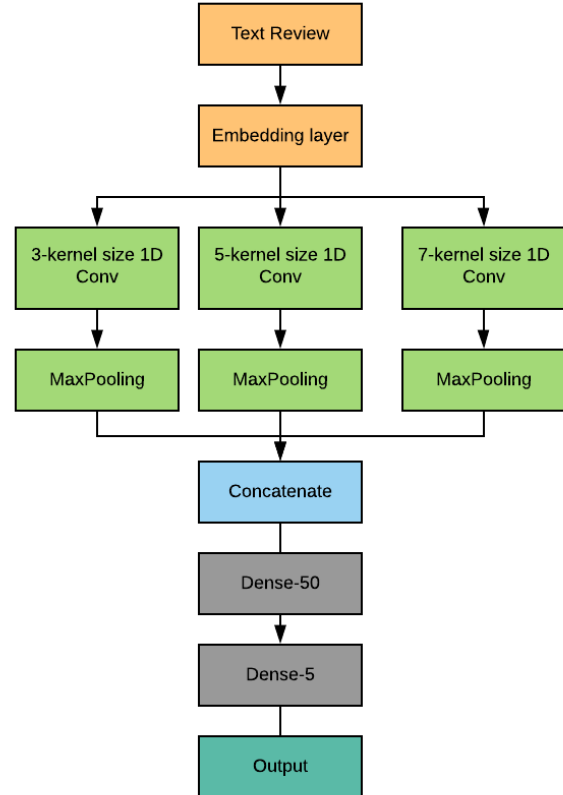 Text Review
Embedding layer
3-kernel size 1D
Conv
5-kernel size 1D
Conv
7-kernel size 1D
Conv
MaxPooling
MaxPooling
MaxPooling
Concatenate
Dense-50
Dense-5
Output